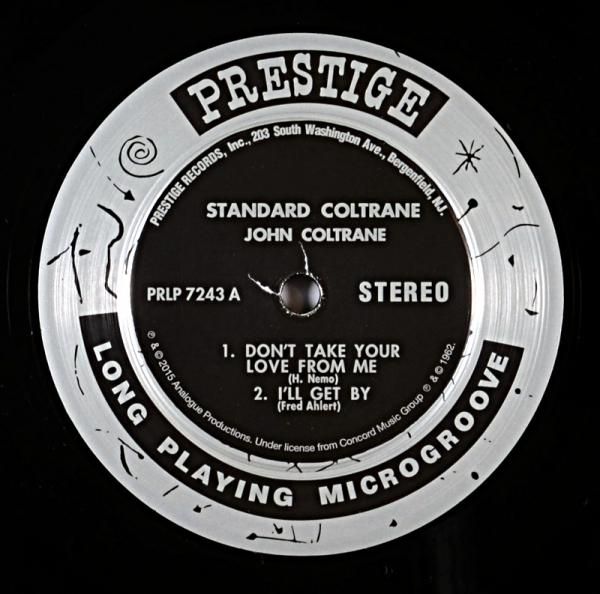 PRESTIGE
PRESTIGE RECORDS, Inc., 203 South Washington Ave., Bergenfield, N.J.
STANDARD COLTRANE
JOHN COLTRANE
PRLP 7243 A
STEREO
1. DON'T TAKE YOUR
LOVE FROM ME
(H. Nemo)
2. I'LL GET BY
(Fred Ahlert)
℗ & © 2015 Analogue Productions. Under license from Concord Music Group ℗ & © 1962.
LONG PLAYING MICROGROOVE